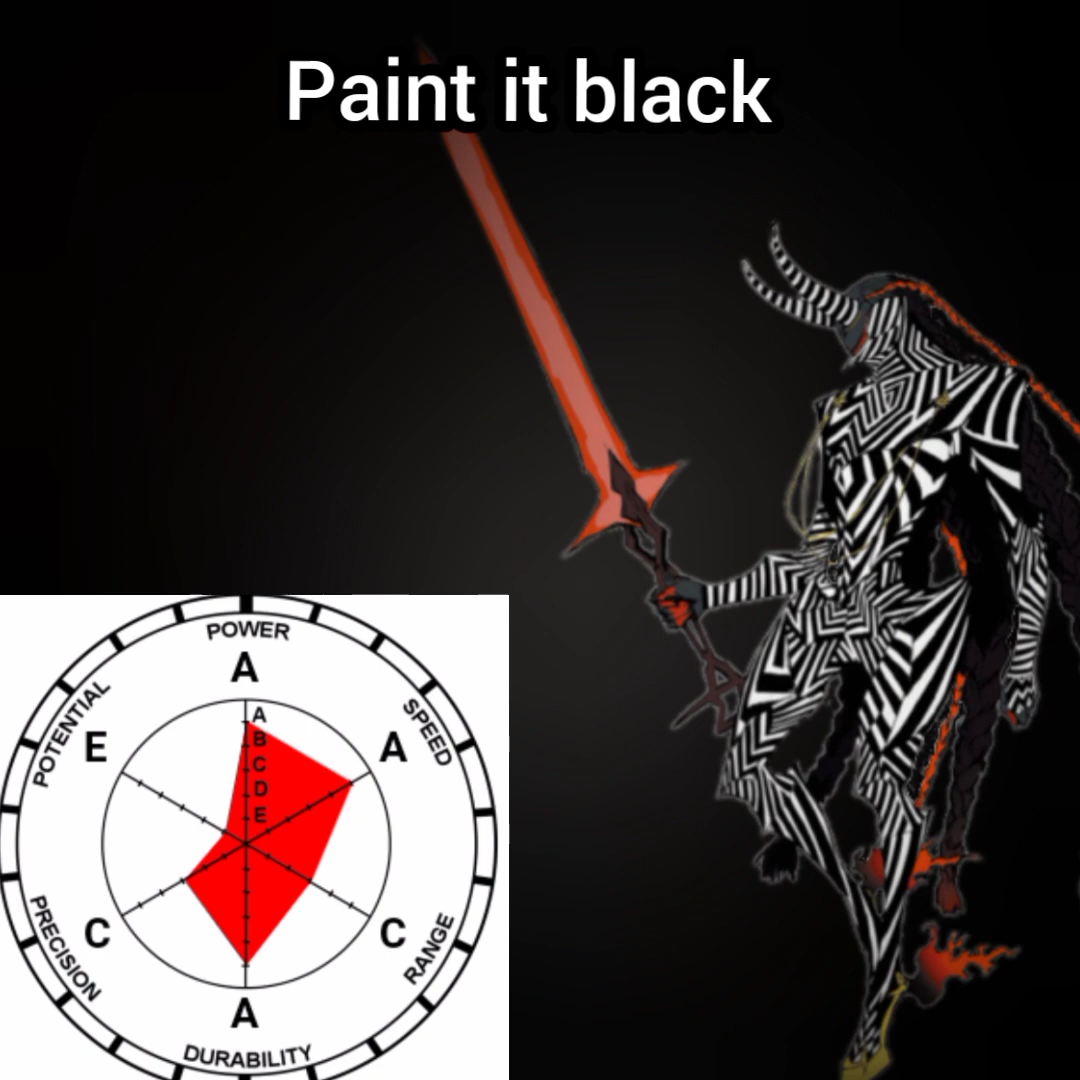 Paint it black
POWER
A
SPEED
A
RANGE
C
DURABILITY
A
PRECISION
C
POTENTIAL
E
A
B
C
D
E